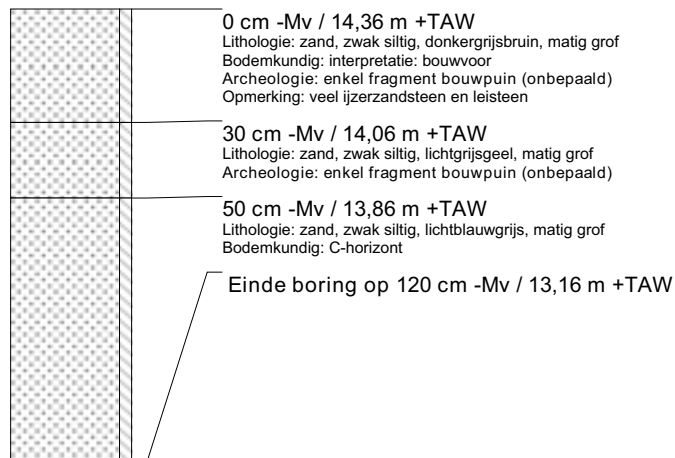 0 cm -Mv / 14,36 m +TAW
Lithologie: zand, zwak siltig, donkergrijsbruin, matig grof
Bodemkundig: interpretatie: bouwvoor
Archeologie: enkel fragment bouwpuin (onbepaald)
Opmerking: veel ijzerzandsteen en leisteen
30 cm -Mv / 14,06 m +TAW
Lithologie: zand, zwak siltig, lichtgrijsgeel, matig grof
Archeologie: enkel fragment bouwpuin (onbepaald)
50 cm -Mv / 13,86 m +TAW
Lithologie: zand, zwak siltig, lichtblauwgrijs, matig grof
Bodemkundig: C-horizont
Einde boring op 120 cm -Mv / 13,16 m +TAW